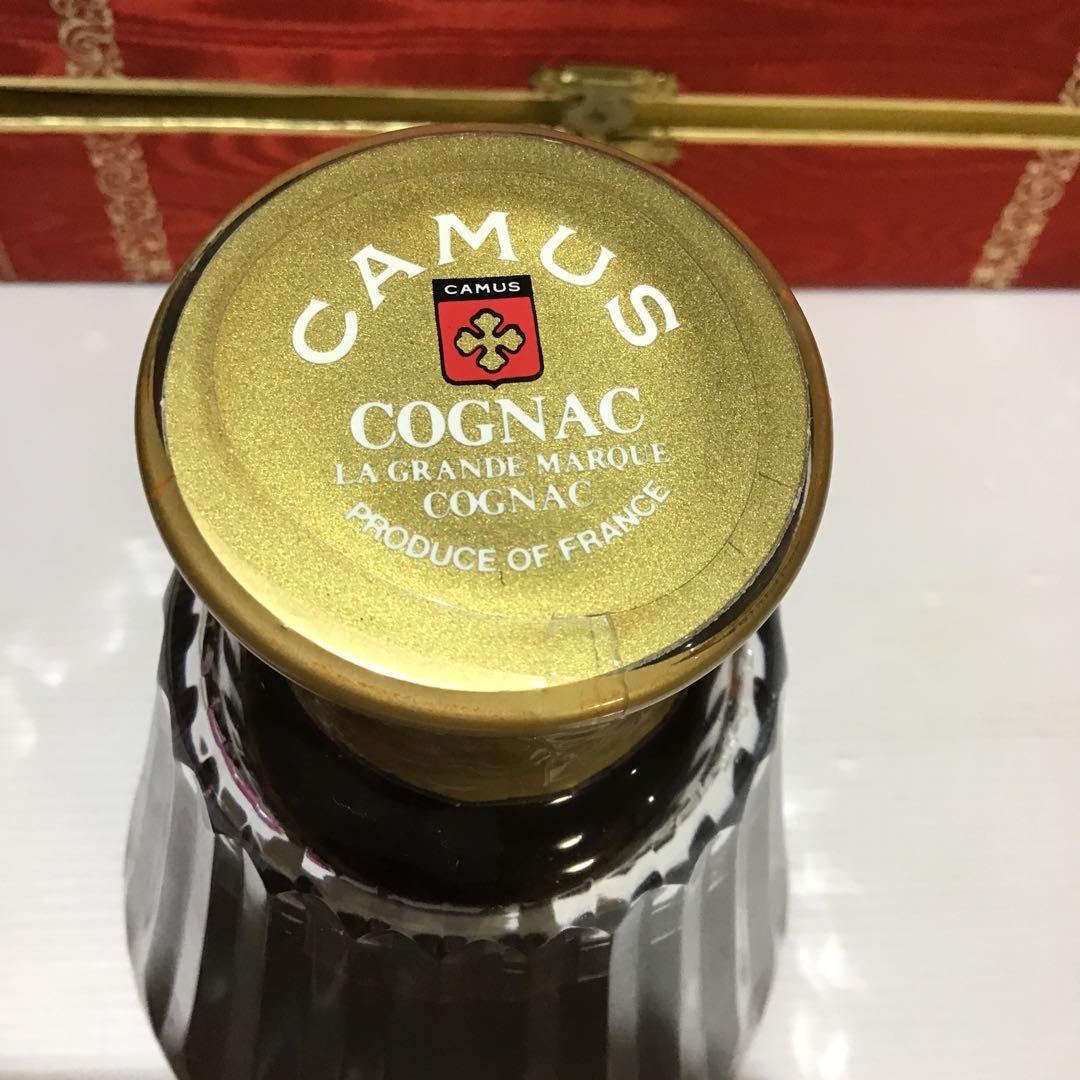 CAMUS
CAMUS
COGNAC
LA GRANDE MARQUE
COGNAC
PRODUCE OF FRANCE